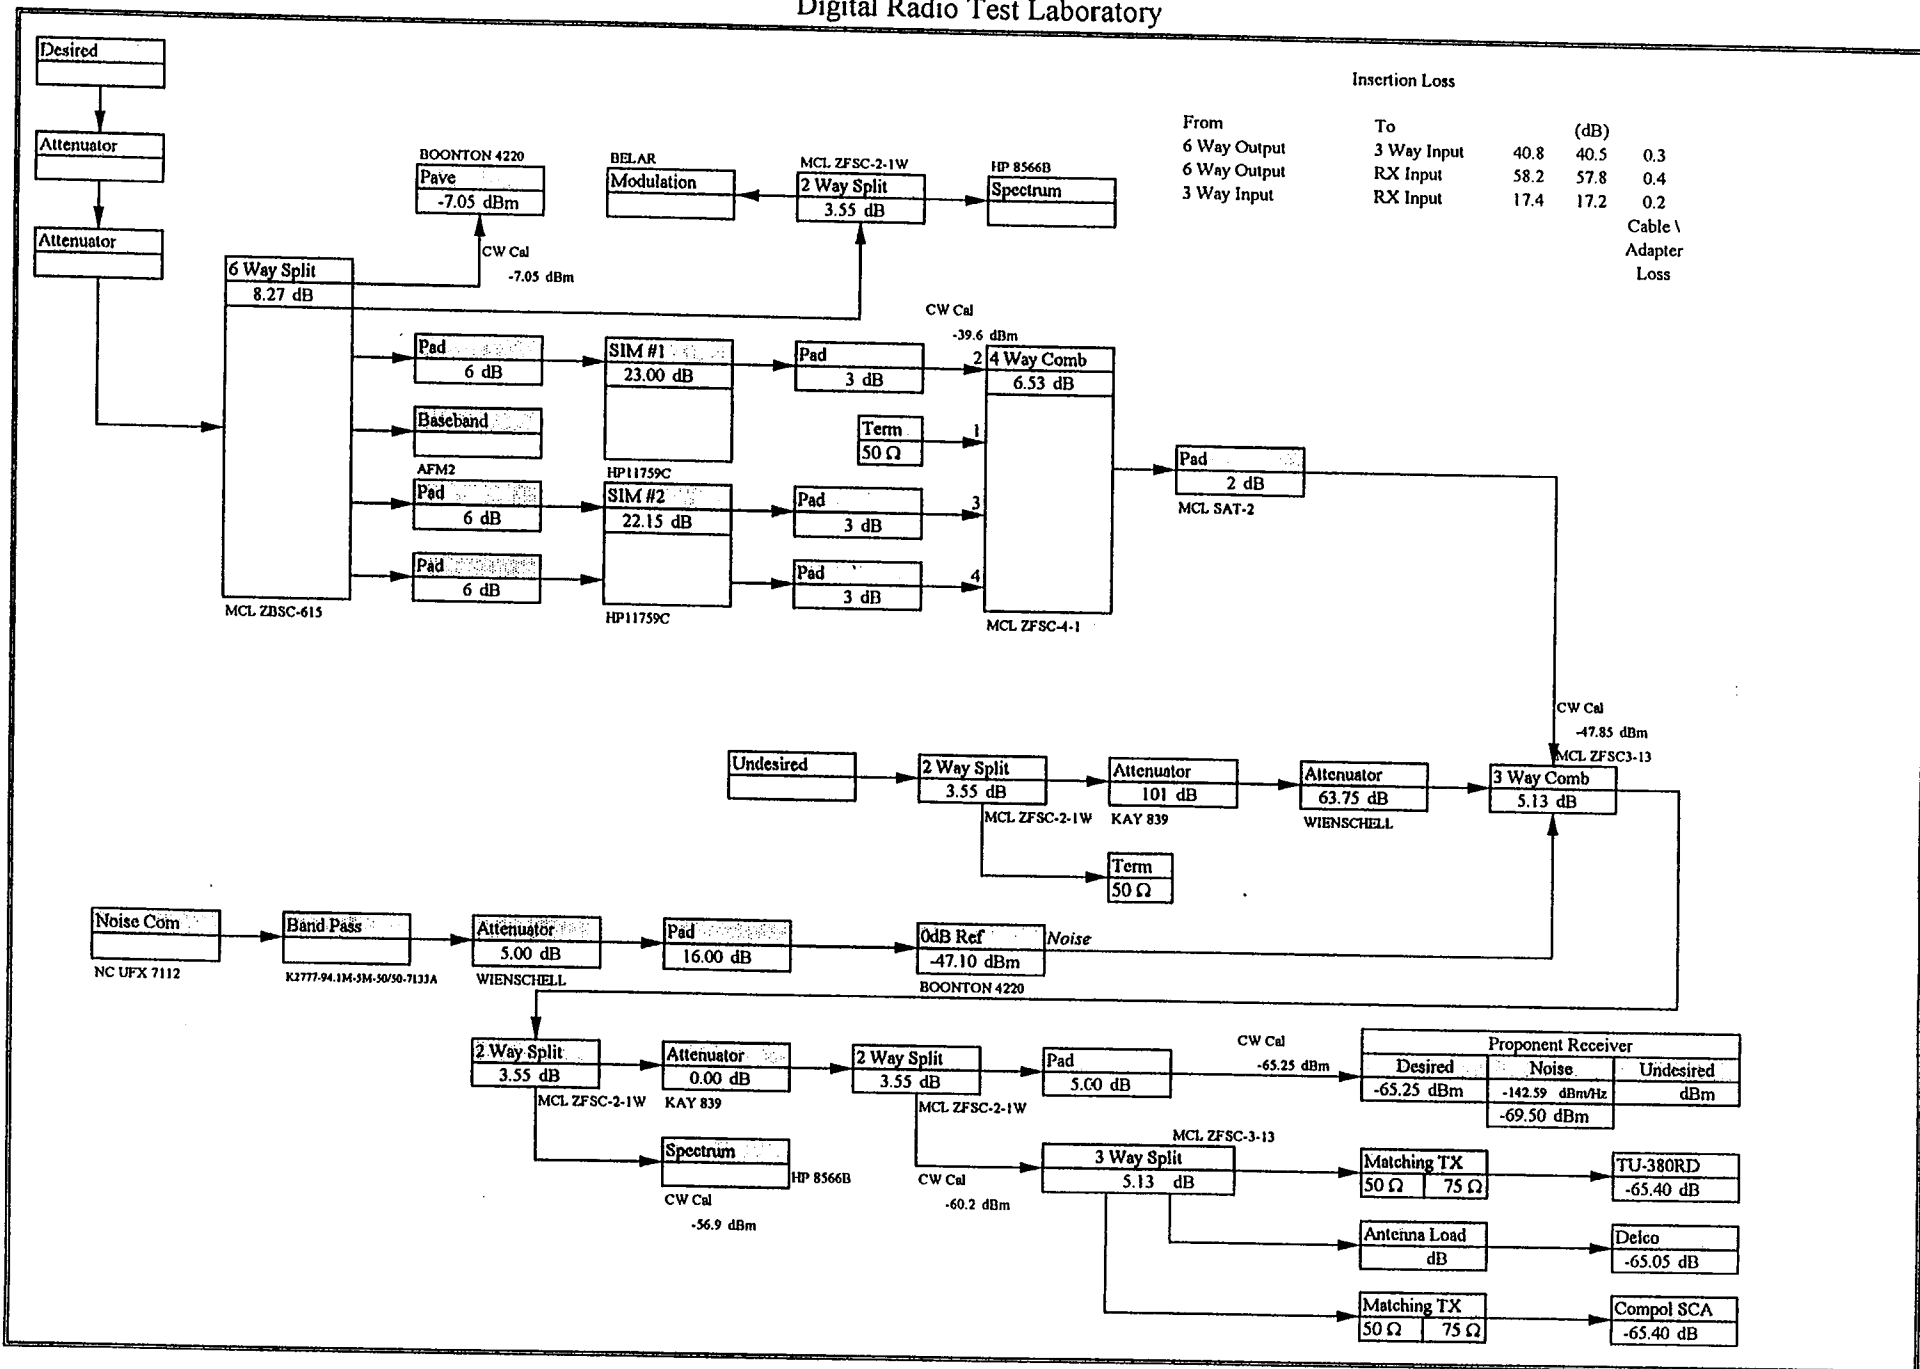 Digital Radio Test Laboratory
Desired
Attenuator
Attenuator
Insertion Loss
From To (dB)
6 Way Output 3 Way Input 40.8 40.5 0.3
6 Way Output RX Input 58.2 57.8 0.4
3 Way Input RX Input 17.4 17.2 0.2
Cable \
Adapter
Loss
BOONTON 4220
Pave
-7.05 dBm
CW Cal
-7.05 dBm
BELAR
Modulation
MCL ZFSC-2-1W
2 Way Split
3.55 dB
HP 8566B
Spectrum
6 Way Split
8.27 dB
MCL ZBSC-615
Pad
6 dB
SIM #1
23.00 dB
HP11759C
Pad
3 dB
CW Cal
-39.6 dBm
2
4 Way Comb
6.53 dB
Baseband
AFM2
Term
50 Ω
1
Pad
6 dB
SIM #2
22.15 dB
Pad
3 dB
3
Pad
6 dB
HP11759C
Pad
3 dB
4
MCL ZFSC-4-1
Pad
2 dB
MCL SAT-2
CW Cal
-47.85 dBm
MCL ZFSC3-13
Undesired
2 Way Split
3.55 dB
MCL ZFSC-2-1W
Attenuator
101 dB
KAY 839
Attenuator
63.75 dB
WIENSCHELL
3 Way Comb
5.13 dB
Term
50 Ω
Noise Com
NC UFX 7112
Band Pass
K2777-94.1M-5M-50/50-7133A
Attenuator
5.00 dB
WIENSCHELL
Pad
16.00 dB
0dB Ref
-47.10 dBm
BOONTON 4220
Noise
2 Way Split
3.55 dB
MCL ZFSC-2-1W
Attenuator
0.00 dB
KAY 839
2 Way Split
3.55 dB
MCL ZFSC-2-1W
Pad
5.00 dB
CW Cal
-65.25 dBm
Proponent Receiver
Desired Noise Undesired
-65.25 dBm -142.59 dBm/Hz dBm
-69.50 dBm
Spectrum
HP 8566B
CW Cal
-56.9 dBm
CW Cal
-60.2 dBm
MCL ZFSC-3-13
3 Way Split
5.13 dB
Matching TX
50 Ω 75 Ω
TU-380RD
-65.40 dB
Antenna Load
dB
Delco
-65.05 dB
Matching TX
50 Ω 75 Ω
Compol SCA
-65.40 dB